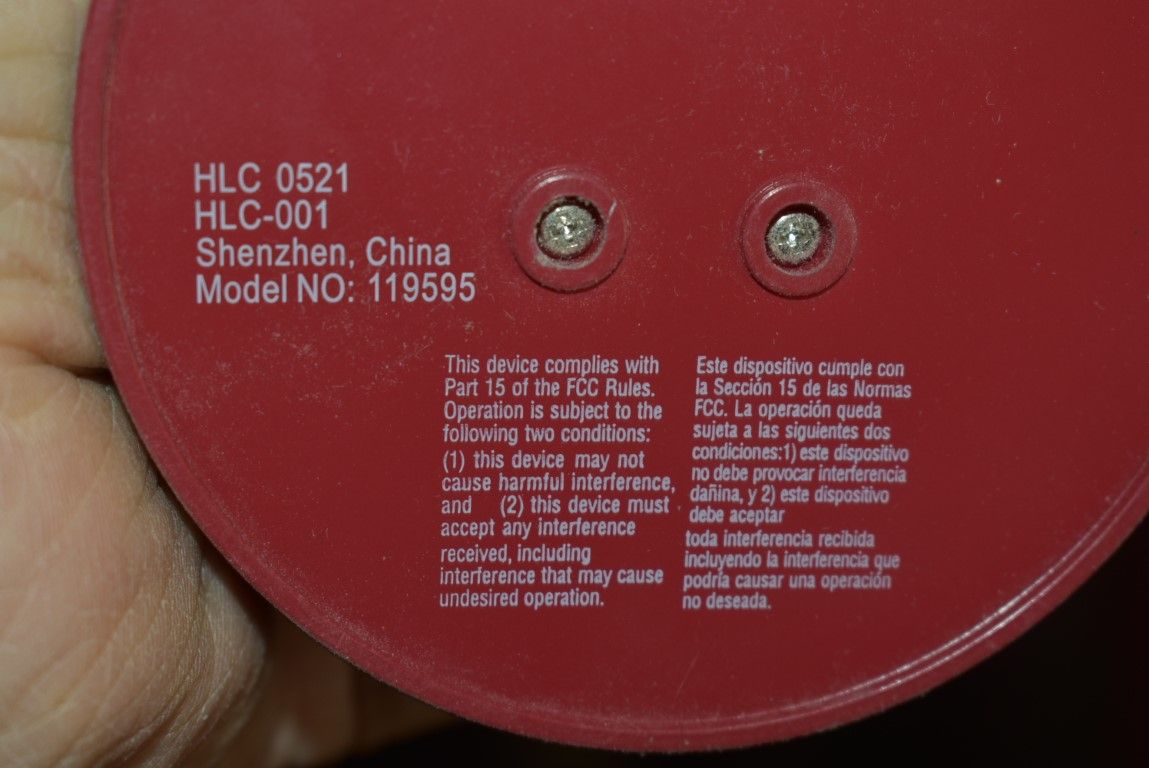 HLC 0521
HLC-001
Shenzhen, China
Model NO: 119595
This device complies with
Part 15 of the FCC Rules.
Operation is subject to the
following two conditions:
(1) this device may not
cause harmful interference,
and (2) this device must
accept any interference
received, including
interference that may cause
undesired operation.
Este dispositivo cumple con
la Sección 15 de las Normas
FCC. La operación queda
sujeta a las siguientes dos
condiciones:1) este dispositivo
no debe provocar interferencia
dañina, y 2) este dispositivo
debe aceptar
toda interferencia recibida
incluyendo la interferencia que
podría causar una operación
no deseada.